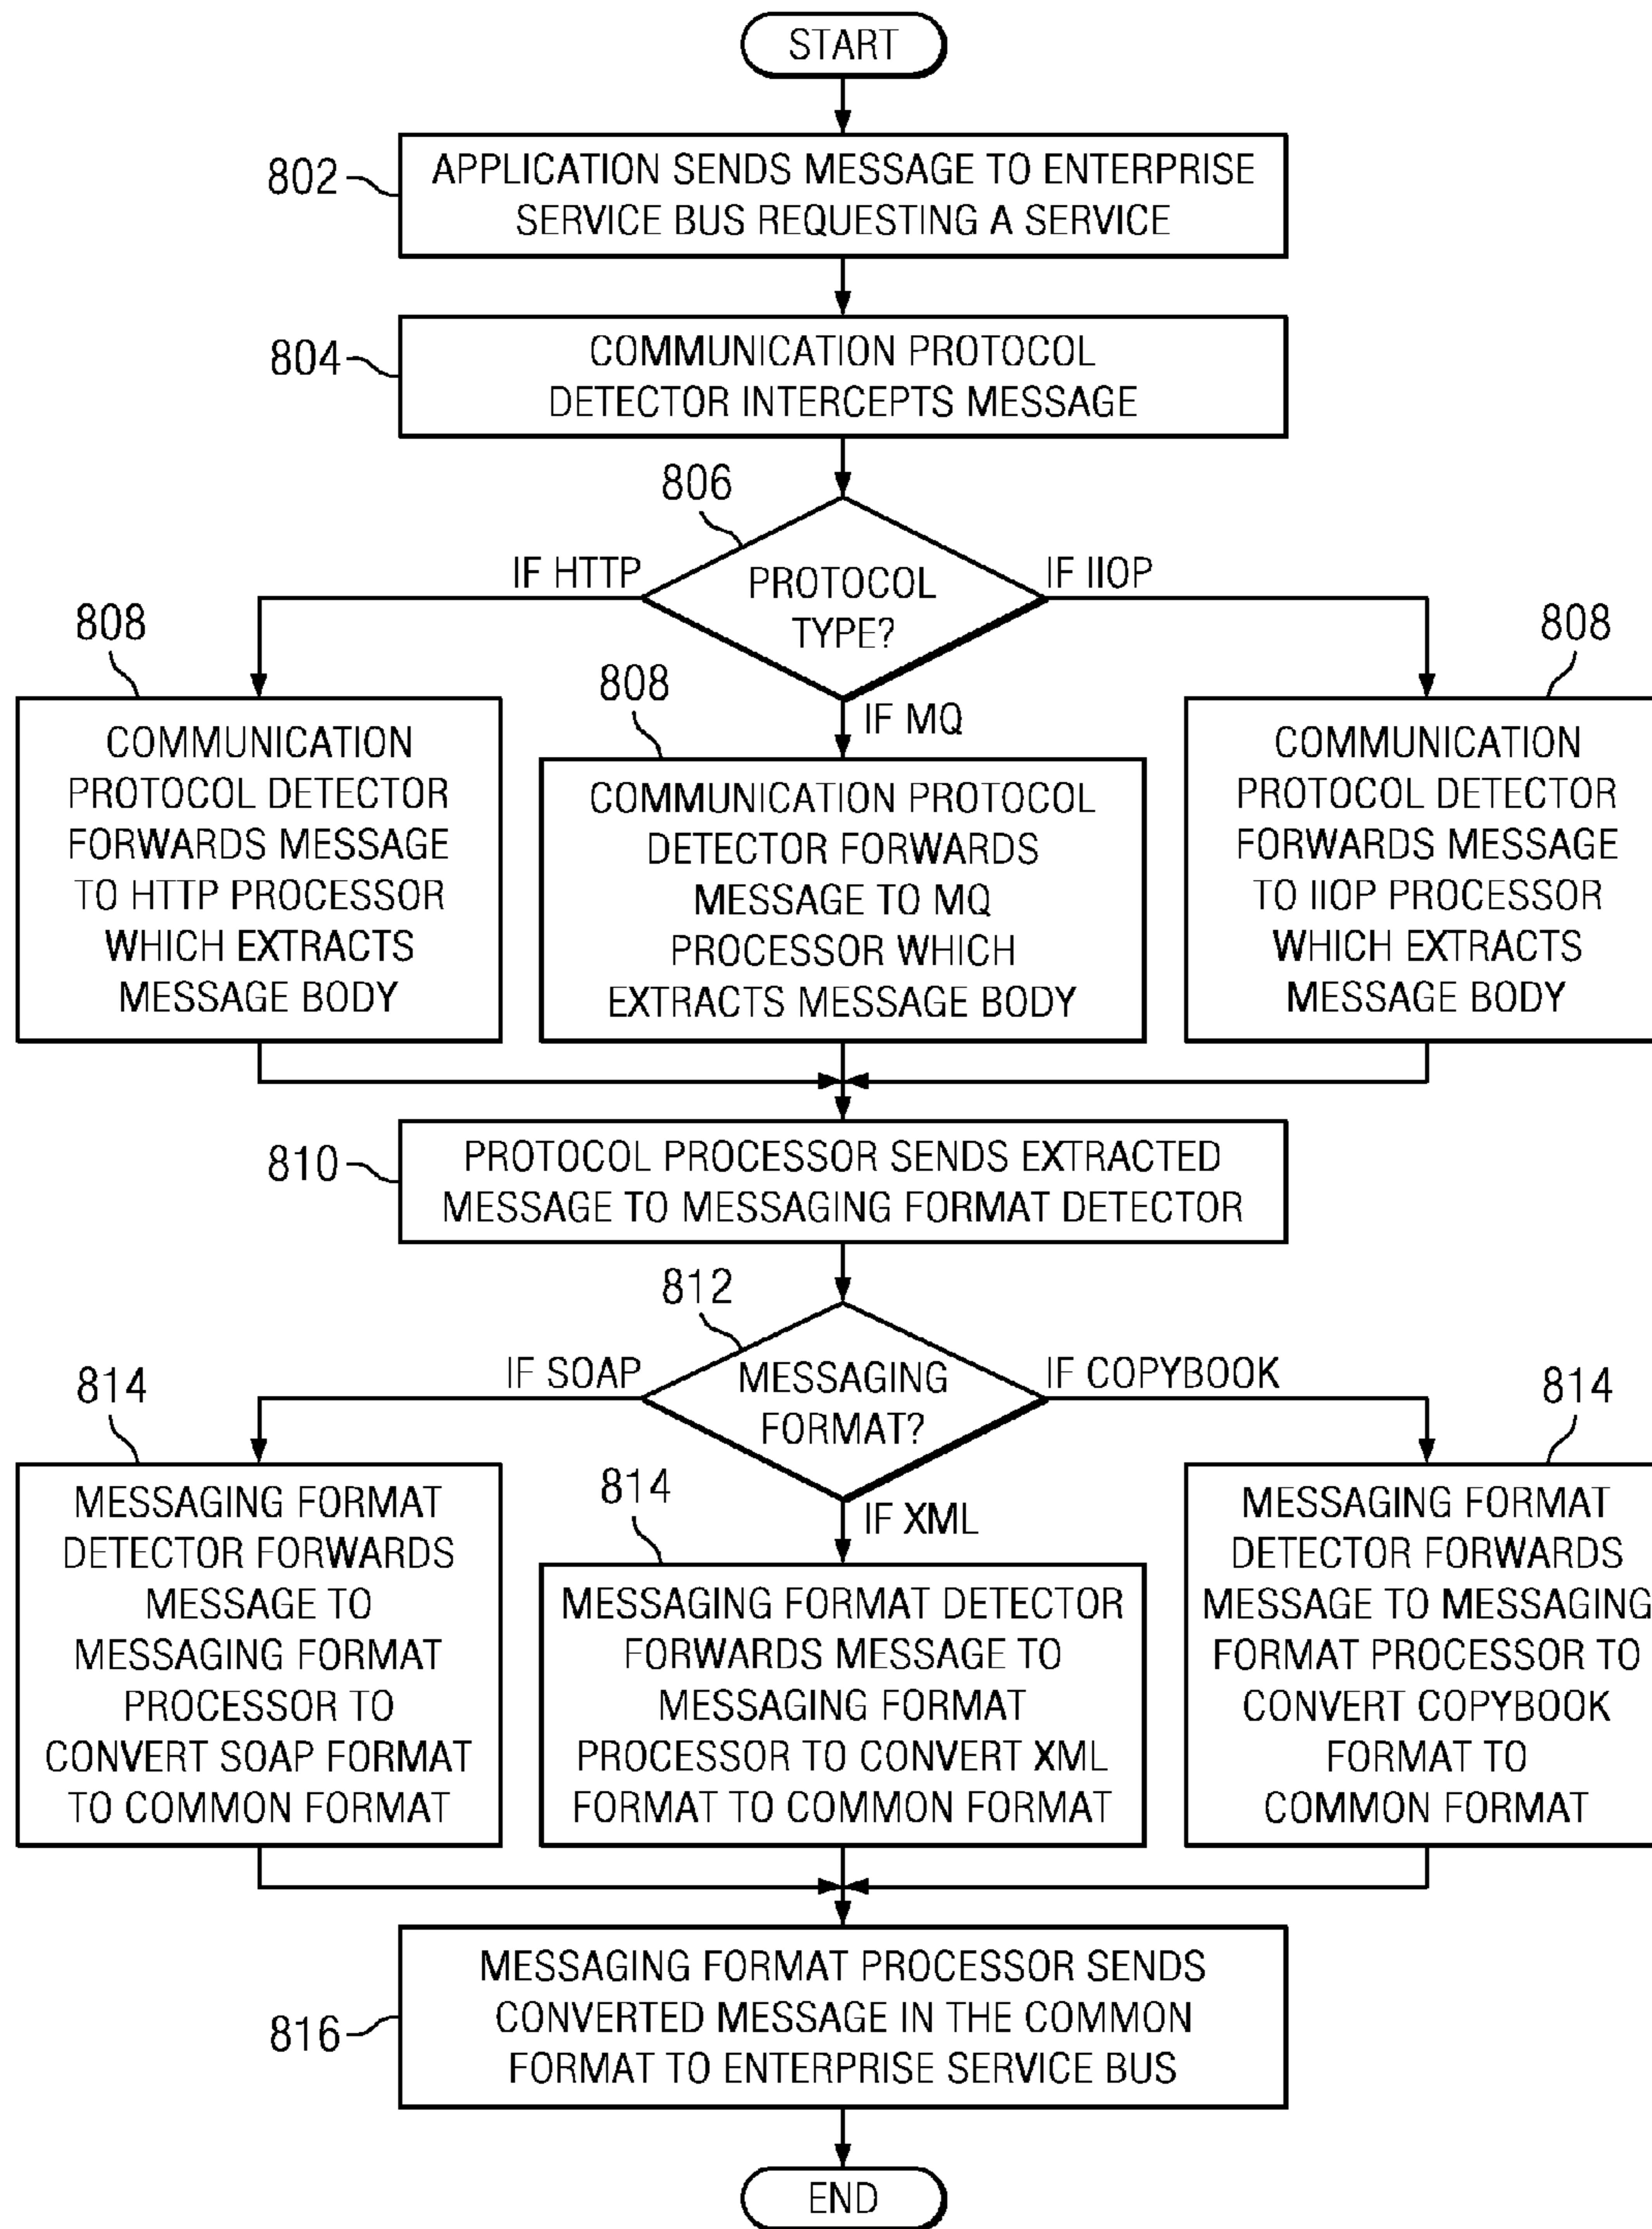 START
802
APPLICATION SENDS MESSAGE TO ENTERPRISE
SERVICE BUS REQUESTING A SERVICE
804
COMMUNICATION PROTOCOL
DETECTOR INTERCEPTS MESSAGE
806
PROTOCOL
TYPE?
IF HTTP
IF IIOP
IF MQ
808
COMMUNICATION
PROTOCOL DETECTOR
FORWARDS MESSAGE
TO HTTP PROCESSOR
WHICH EXTRACTS
MESSAGE BODY
808
COMMUNICATION PROTOCOL
DETECTOR FORWARDS
MESSAGE TO MQ
PROCESSOR WHICH
EXTRACTS MESSAGE BODY
808
COMMUNICATION
PROTOCOL DETECTOR
FORWARDS MESSAGE
TO IIOP PROCESSOR
WHICH EXTRACTS
MESSAGE BODY
810
PROTOCOL PROCESSOR SENDS EXTRACTED
MESSAGE TO MESSAGING FORMAT DETECTOR
812
MESSAGING
FORMAT?
IF SOAP
IF COPYBOOK
IF XML
814
MESSAGING FORMAT
DETECTOR FORWARDS
MESSAGE TO
MESSAGING FORMAT
PROCESSOR TO
CONVERT SOAP FORMAT
TO COMMON FORMAT
814
MESSAGING FORMAT DETECTOR
FORWARDS MESSAGE TO
MESSAGING FORMAT
PROCESSOR TO CONVERT XML
FORMAT TO COMMON FORMAT
814
MESSAGING FORMAT
DETECTOR FORWARDS
MESSAGE TO MESSAGING
FORMAT PROCESSOR TO
CONVERT COPYBOOK
FORMAT TO
COMMON FORMAT
816
MESSAGING FORMAT PROCESSOR SENDS
CONVERTED MESSAGE IN THE COMMON
FORMAT TO ENTERPRISE SERVICE BUS
END